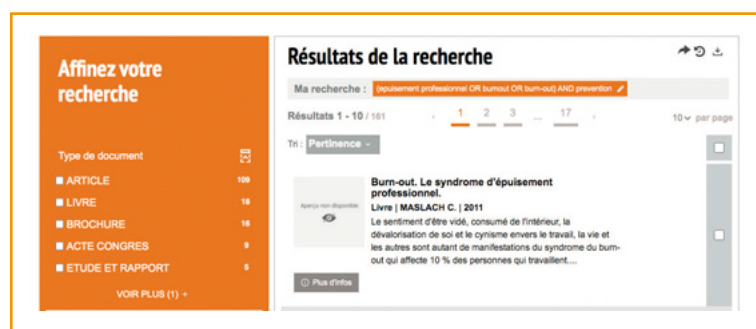 Affinez votre
recherche
Type de document
ARTICLE 109
LIVRE 16
BROCHURE 16
ACTE CONGRES 9
ETUDE ET RAPPORT 5
VOIR PLUS (1) +
Résultats de la recherche
Ma recherche : (epuisement professionnel OR burnout OR burn-out) AND prevention
Résultats 1 - 10 / 161
‹ 1 2 3 ... 17 ›
10 par page
Tri : Pertinence
Aperçu non disponible
Burn-out. Le syndrome d'épuisement
professionnel.
Livre | MASLACH C. | 2011
Le sentiment d'être vidé, consumé de l'intérieur, la
dévalorisation de soi et le cynisme envers le travail, la vie et
les autres sont autant de manifestations du syndrome du burn-
out qui affecte 10 % des personnes qui travaillent....
Plus d'infos